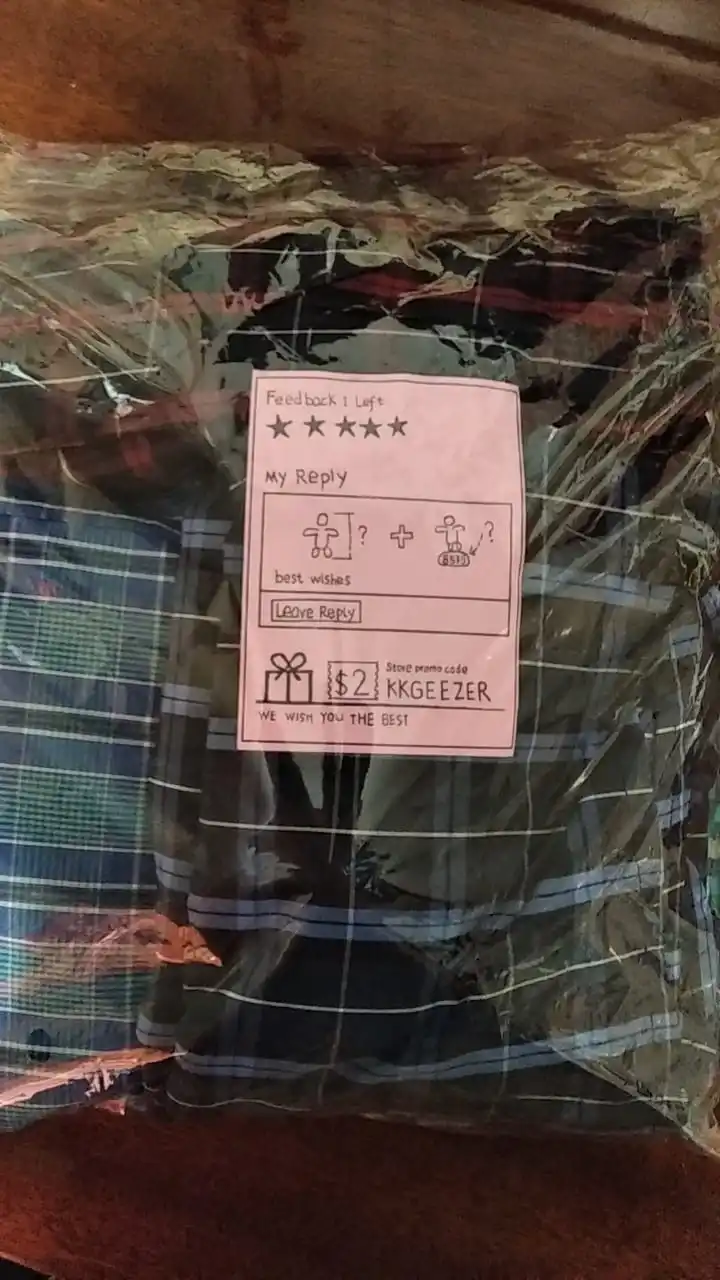 Feedback I Left
★ ★ ★ ★ ★
My Reply
? + ?
best wishes
Leave Reply
$2
Store promo code
KKGEEZER
WE WISH YOU THE BEST